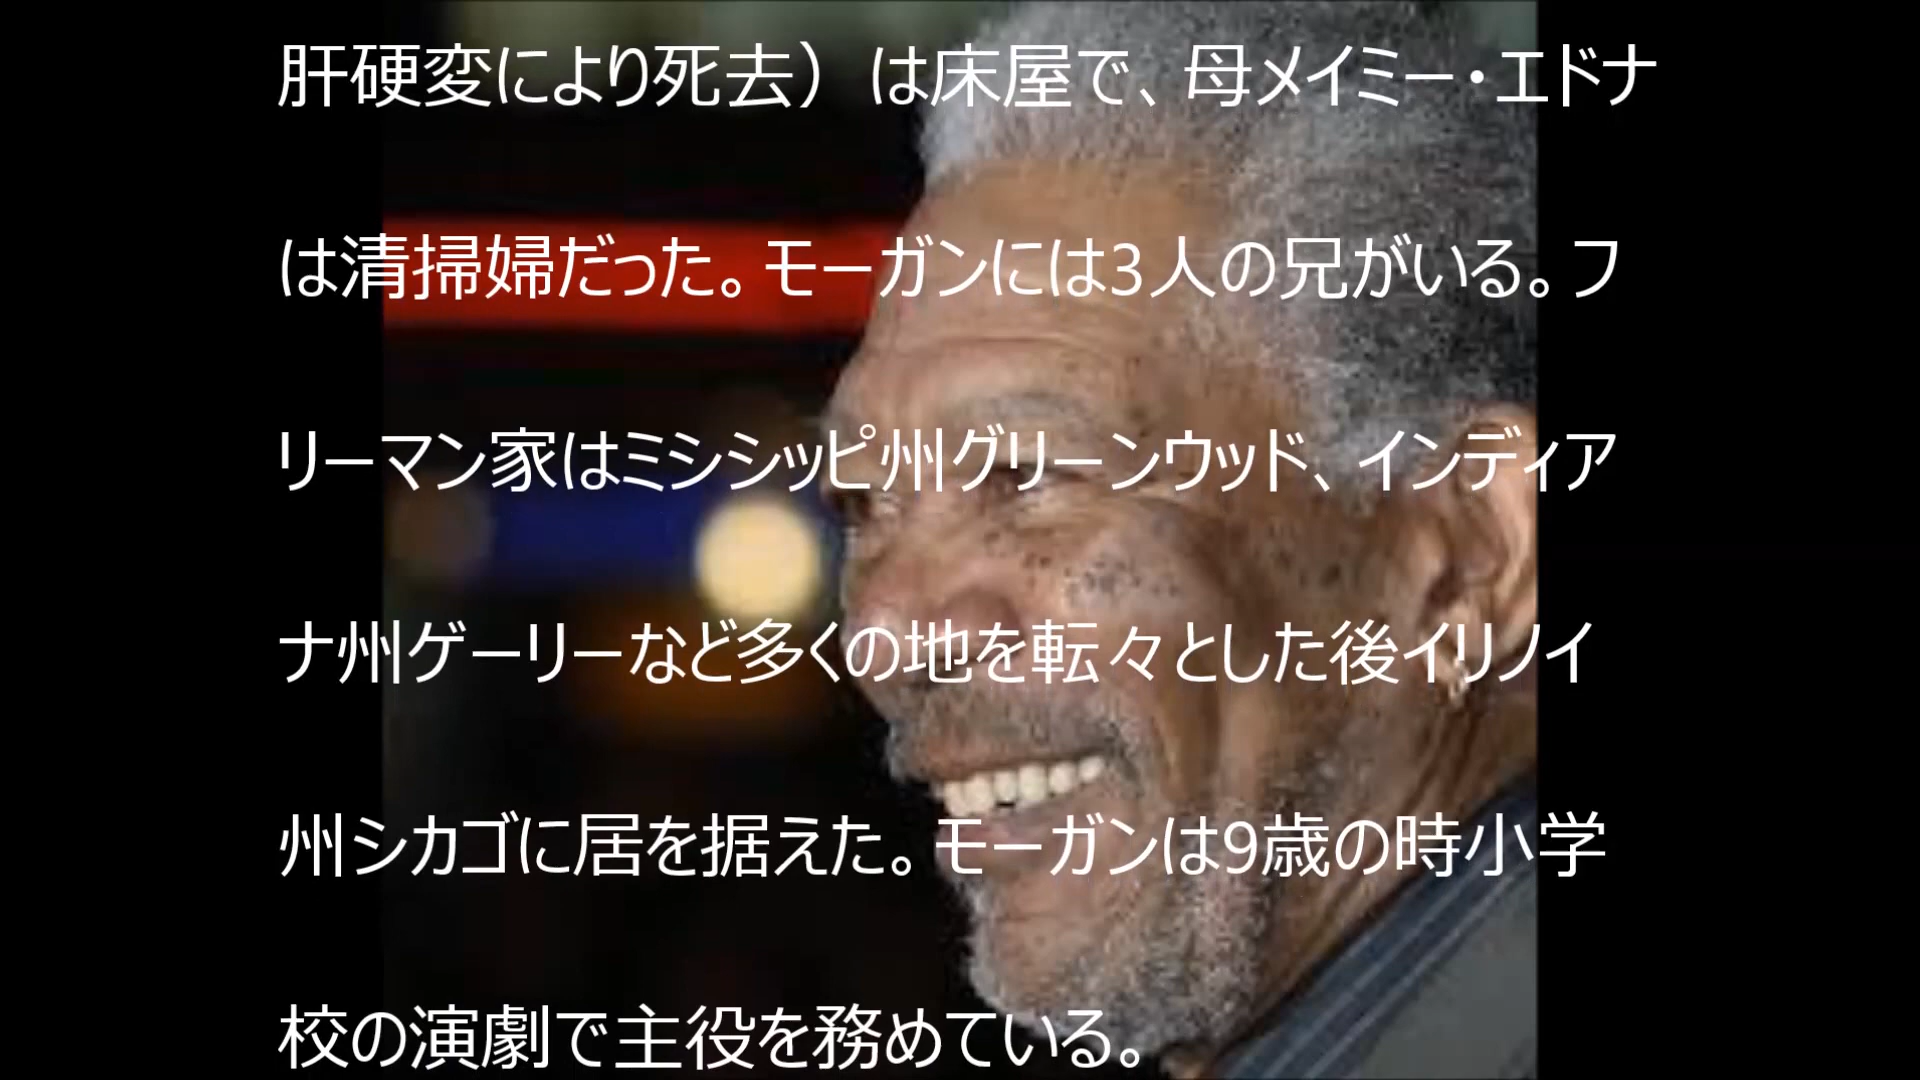 肝硬変により死去）は床屋で、母メイミー・エドナ
は清掃婦だった。モーガンには3人の兄がいる。フ
リーマン家はミシシッピ州グリーンウッド、インディア
ナ州ゲーリーなど多くの地を転々とした後イリノイ
州シカゴに居を据えた。モーガンは9歳の時小学
校の演劇で主役を務めている。